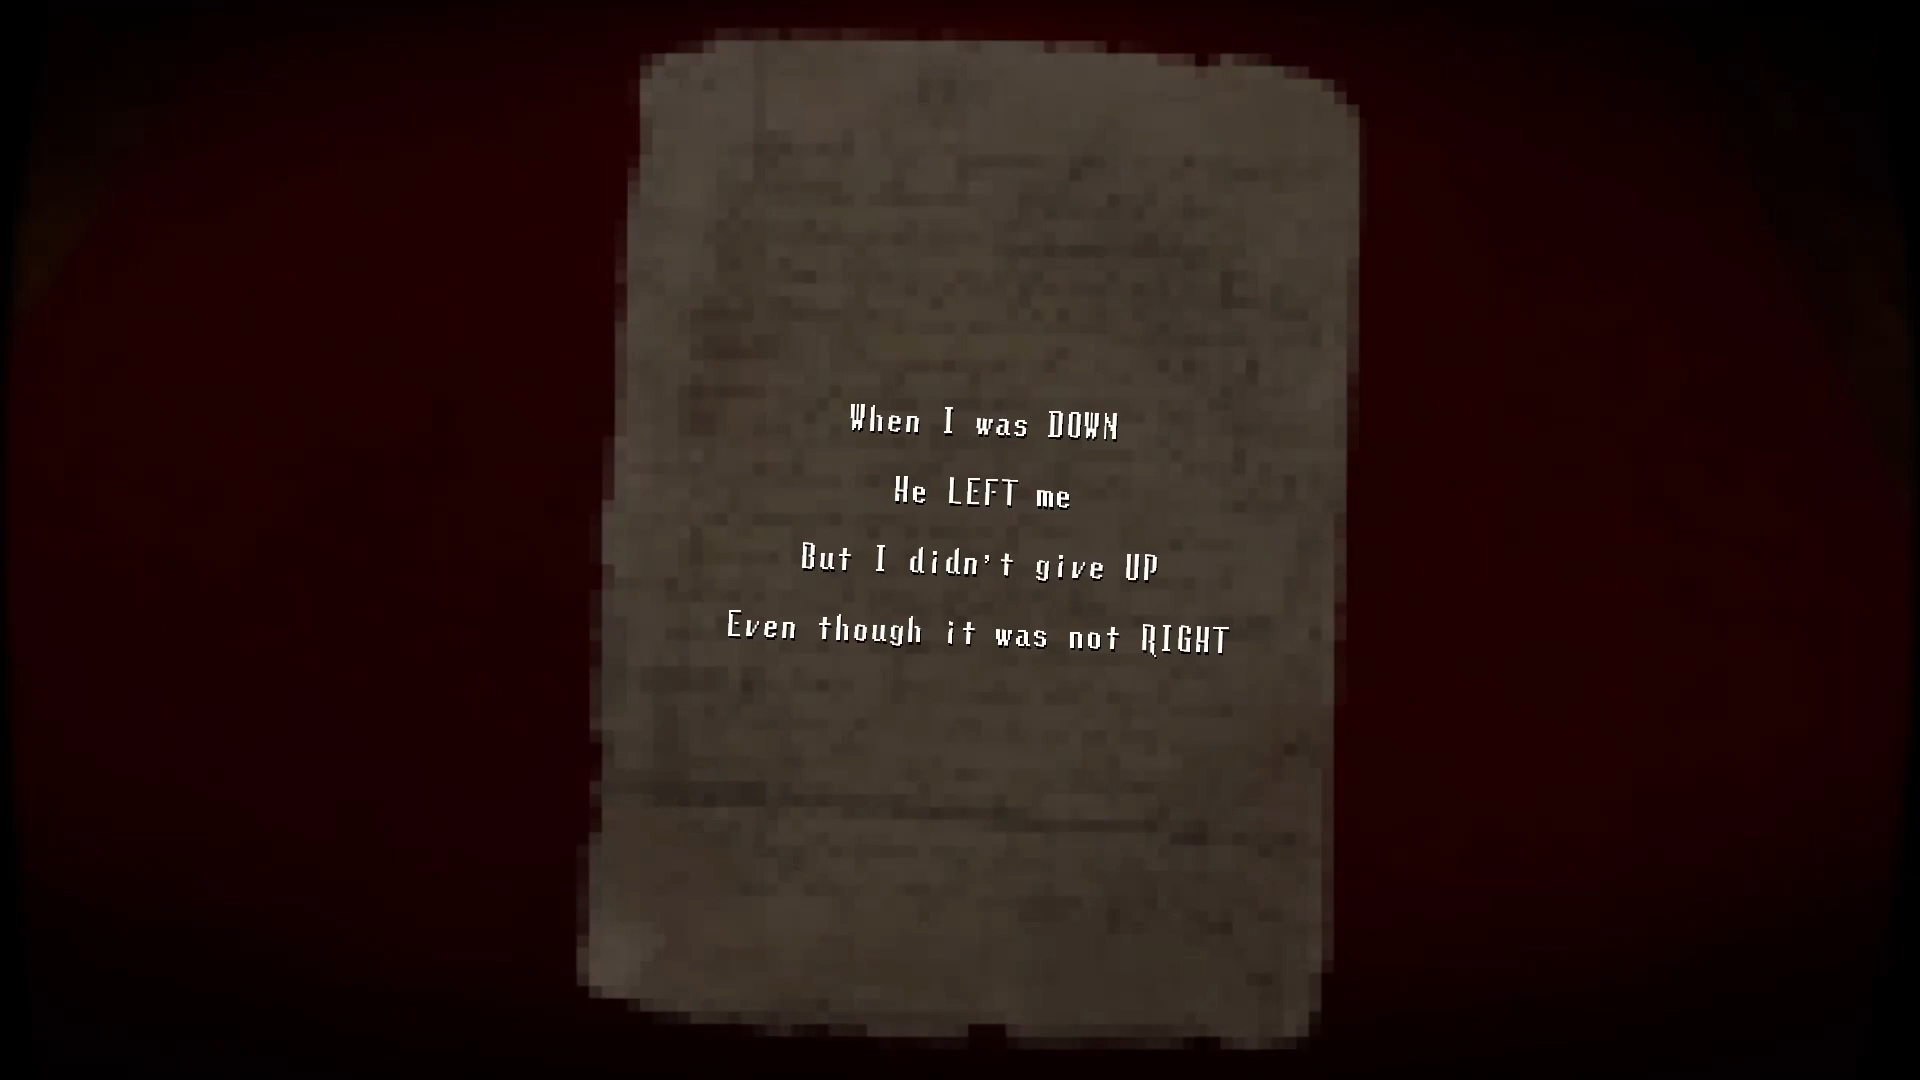 When I was DOWN
He LEFT me
But I didn't give UP
Even though it was not RIGHT